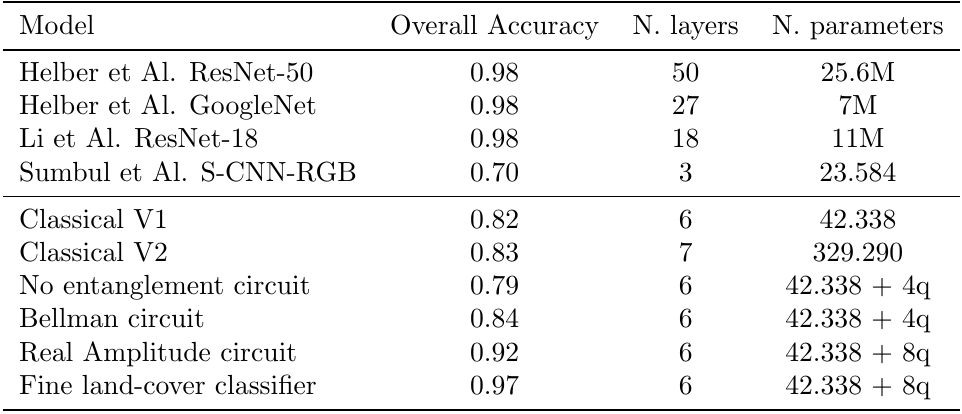 Model Overall Accuracy N. layers N. parameters
Helber et Al. ResNet-50 0.98 50 25.6M
Helber et Al. GoogleNet 0.98 27 7M
Li et Al. ResNet-18 0.98 18 11M
Sumbul et Al. S-CNN-RGB 0.70 3 23.584
Classical V1 0.82 6 42.338
Classical V2 0.83 7 329.290
No entanglement circuit 0.79 6 42.338 + 4q
Bellman circuit 0.84 6 42.338 + 4q
Real Amplitude circuit 0.92 6 42.338 + 8q
Fine land-cover classifier 0.97 6 42.338 + 8q